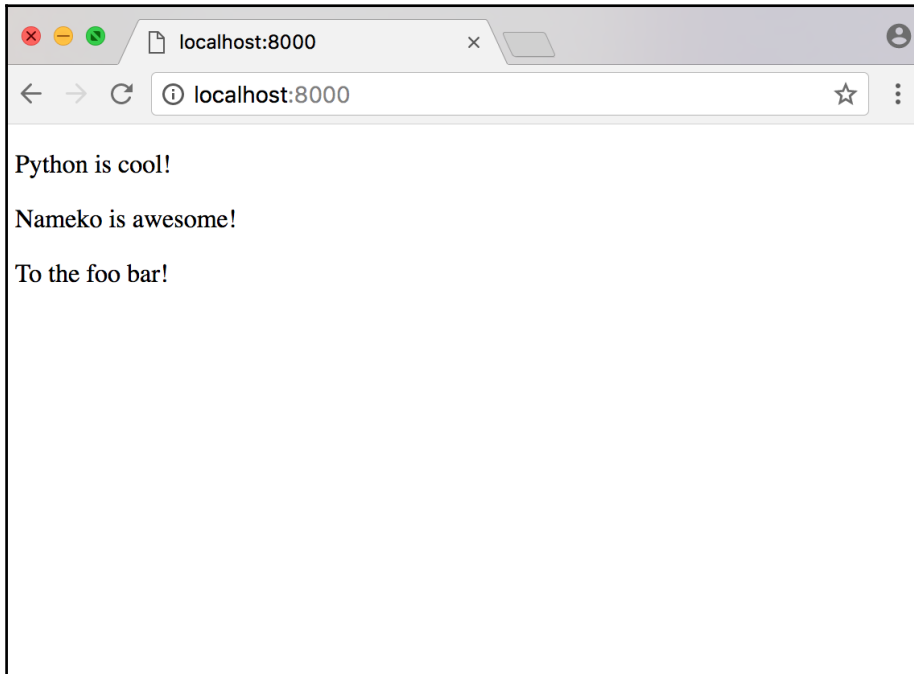 localhost:8000
localhost:8000
Python is cool!
Nameko is awesome!
To the foo bar!